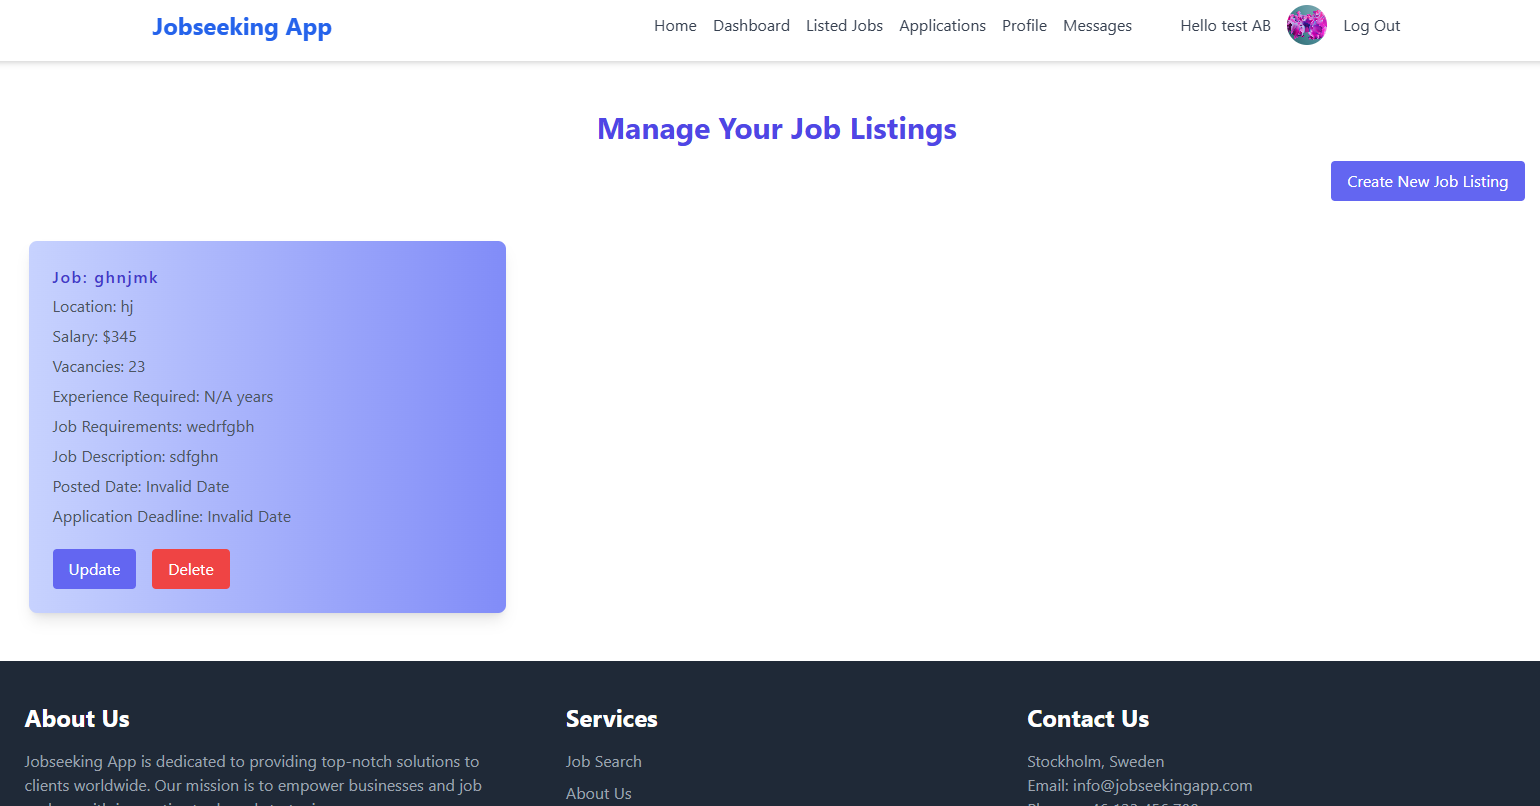 Jobseeking App
Home Dashboard Listed Jobs Applications Profile Messages Hello test AB Log Out
Manage Your Job Listings
Create New Job Listing
Job: ghnjmk
Location: hj
Salary: $345
Vacancies: 23
Experience Required: N/A years
Job Requirements: wedrfgbh
Job Description: sdfghn
Posted Date: Invalid Date
Application Deadline: Invalid Date
Update Delete
About Us
Jobseeking App is dedicated to providing top-notch solutions to
clients worldwide. Our mission is to empower businesses and job
Services
Job Search
About Us
Contact Us
Stockholm, Sweden
Email: info@jobseekingapp.com